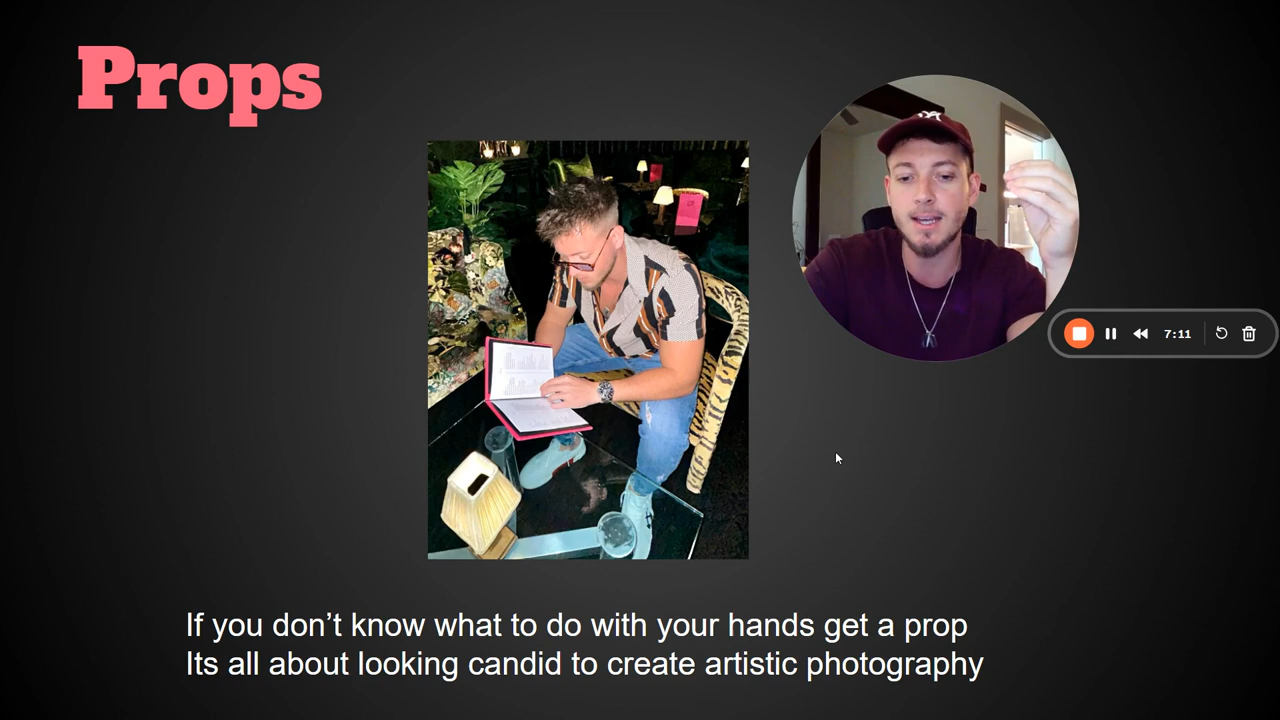 Props
7:11
If you don’t know what to do with your hands get a prop
Its all about looking candid to create artistic photography